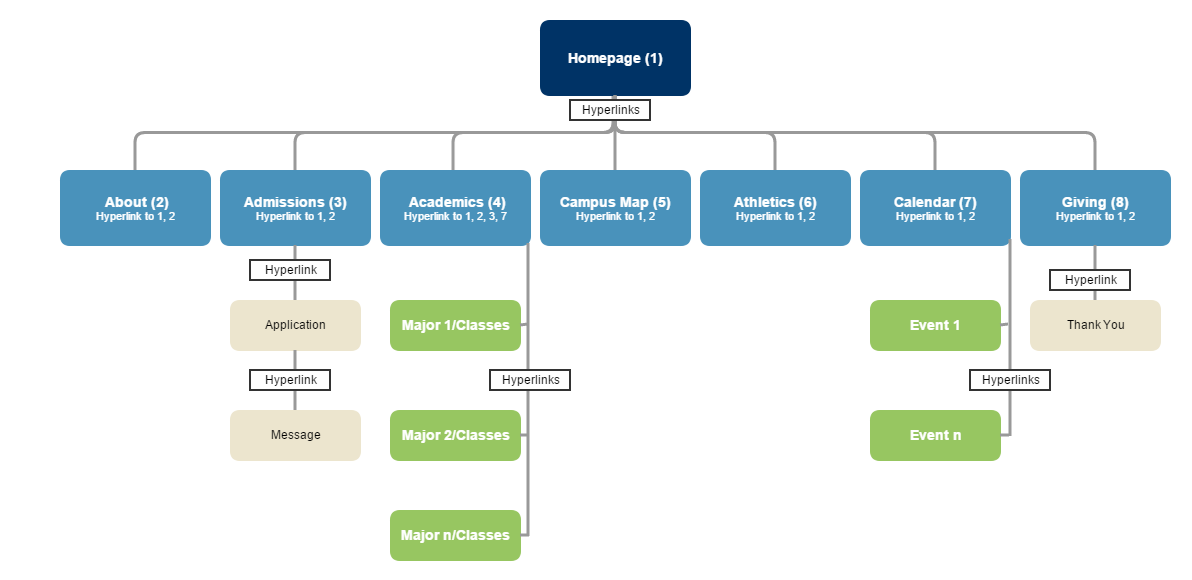 Homepage (1)
Hyperlinks
About (2)
Hyperlink to 1, 2
Admissions (3)
Hyperlink to 1, 2
Academics (4)
Hyperlink to 1, 2, 3, 7
Campus Map (5)
Hyperlink to 1, 2
Athletics (6)
Hyperlink to 1, 2
Calendar (7)
Hyperlink to 1, 2
Giving (8)
Hyperlink to 1, 2
Hyperlink
Hyperlink
Application
Major 1/Classes
Event 1
Thank You
Hyperlink
Hyperlinks
Hyperlinks
Message
Major 2/Classes
Event n
Major n/Classes